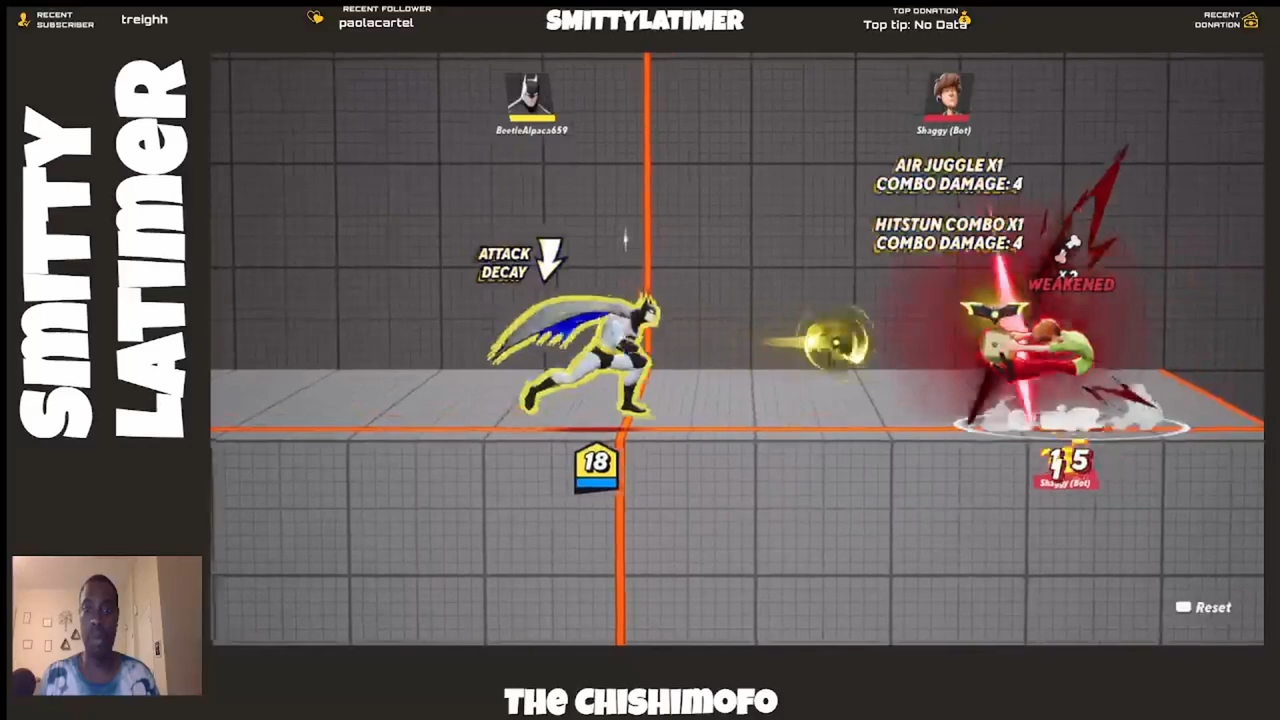 RECENT
SUBSCRIBER
treighh
RECENT FOLLOWER
paolacartel
SMITTYLATIMER
TOP DONATION
Top tip: No Data
RECENT
DONATION
SMITTY
LATIMER
BeetleAlpaca659
Shaggy (Bot)
AIR JUGGLE X1
COMBO DAMAGE: 4
HITSTUN COMBO X1
COMBO DAMAGE: 4
ATTACK
DECAY
WEAKENED
18
Shaggy (Bot)
Reset
THE CHISHIMOFO